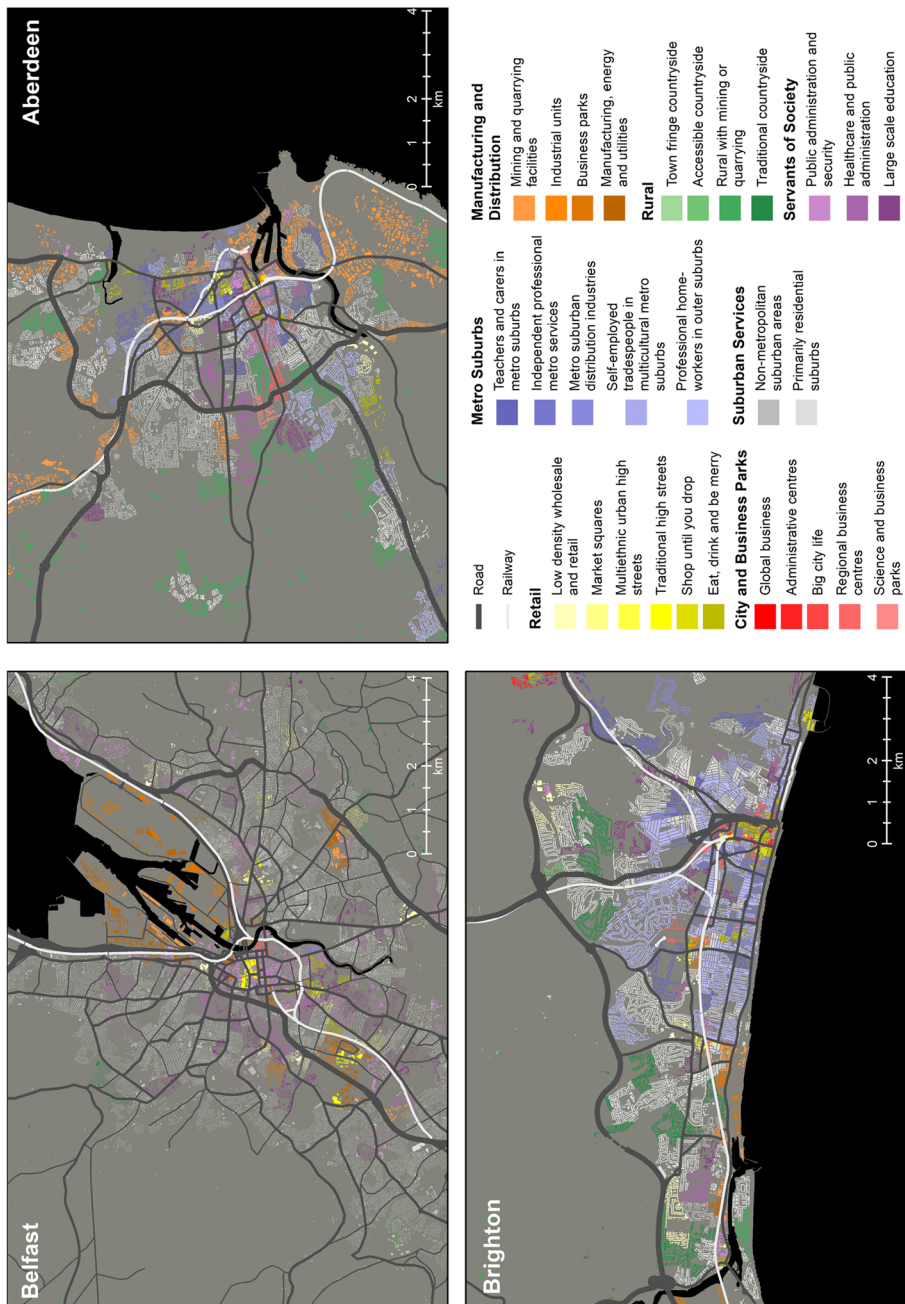 Belfast
0
1
2
4
km
Aberdeen
0
2
4
km
Brighton
0
1
2
4
km
Road
Railway
Retail
Low density wholesale
and retail
Market squares
Multiethnic urban high
streets
Traditional high streets
Shop until you drop
Eat, drink and be merry
City and Business Parks
Global business
Administrative centres
Big city life
Regional business
centres
Science and business
parks
Metro Suburbs
Teachers and carers in
metro suburbs
Independent professional
metro services
Metro suburban
distribution industries
Self-employed
tradespeople in
multicultural metro
suburbs
Professional home-
workers in outer suburbs
Suburban Services
Non-metropolitan
suburban areas
Primarily residential
suburbs
Manufacturing and
Distribution
Mining and quarrying
facilities
Industrial units
Business parks
Manufacturing, energy
and utilities
Rural
Town fringe countryside
Accessible countryside
Rural with mining or
quarrying
Traditional countryside
Servants of Society
Public administration and
security
Healthcare and public
administration
Large scale education